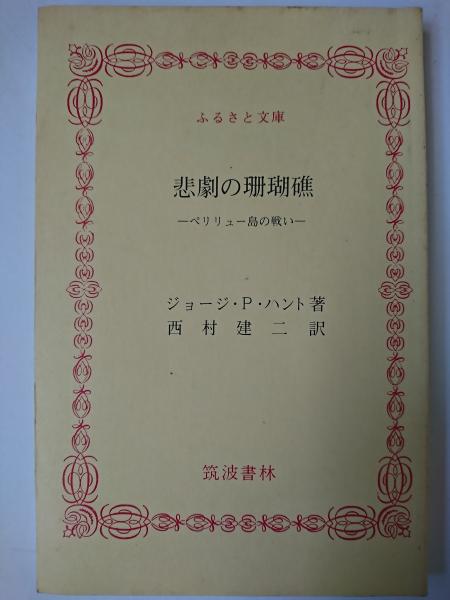 ふるさと文庫
悲劇の珊瑚礁
―ペリリュー島の戦い―
ジョージ・P・ハント著
西村建二訳
筑波書林